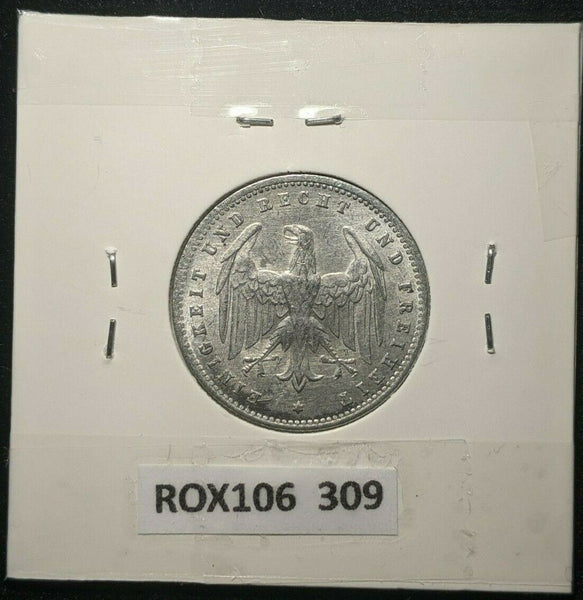 EINIGKEIT UND RECHT UND FREIHEIT
ROX106 309